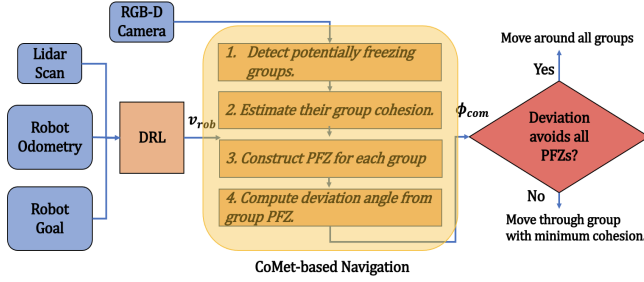 RGB-D
Camera
Lidar
Scan
Robot
Odometry
Robot
Goal
DRL
v_rob
1. Detect potentially freezing
groups.
2. Estimate their group cohesion.
3. Construct PFZ for each group
4. Compute deviation angle from
group PFZ.
CoMet-based Navigation
ϕ_com
Move around all groups
Yes
Deviation
avoids all
PFZs?
No
Move through group
with minimum cohesion.